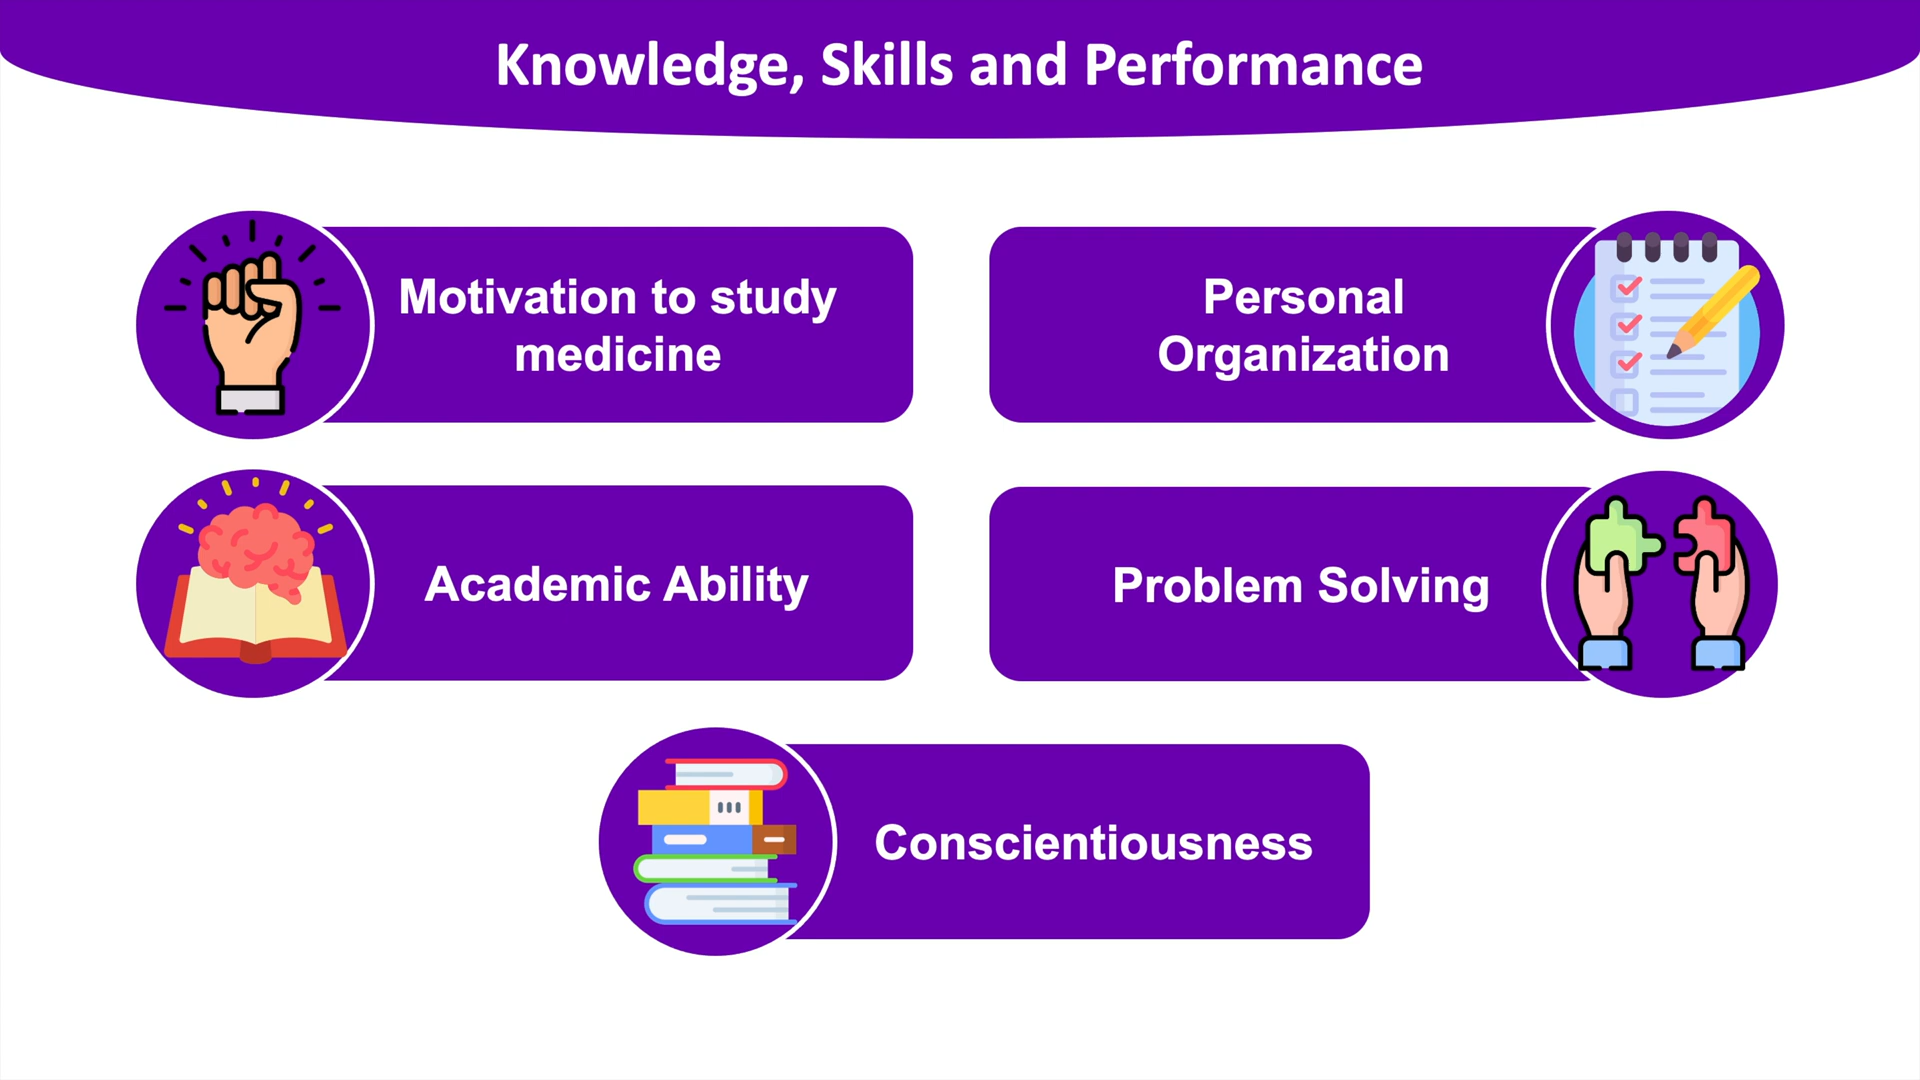 Knowledge, Skills and Performance
Motivation to study
medicine
Personal
Organization
Academic Ability
Problem Solving
Conscientiousness